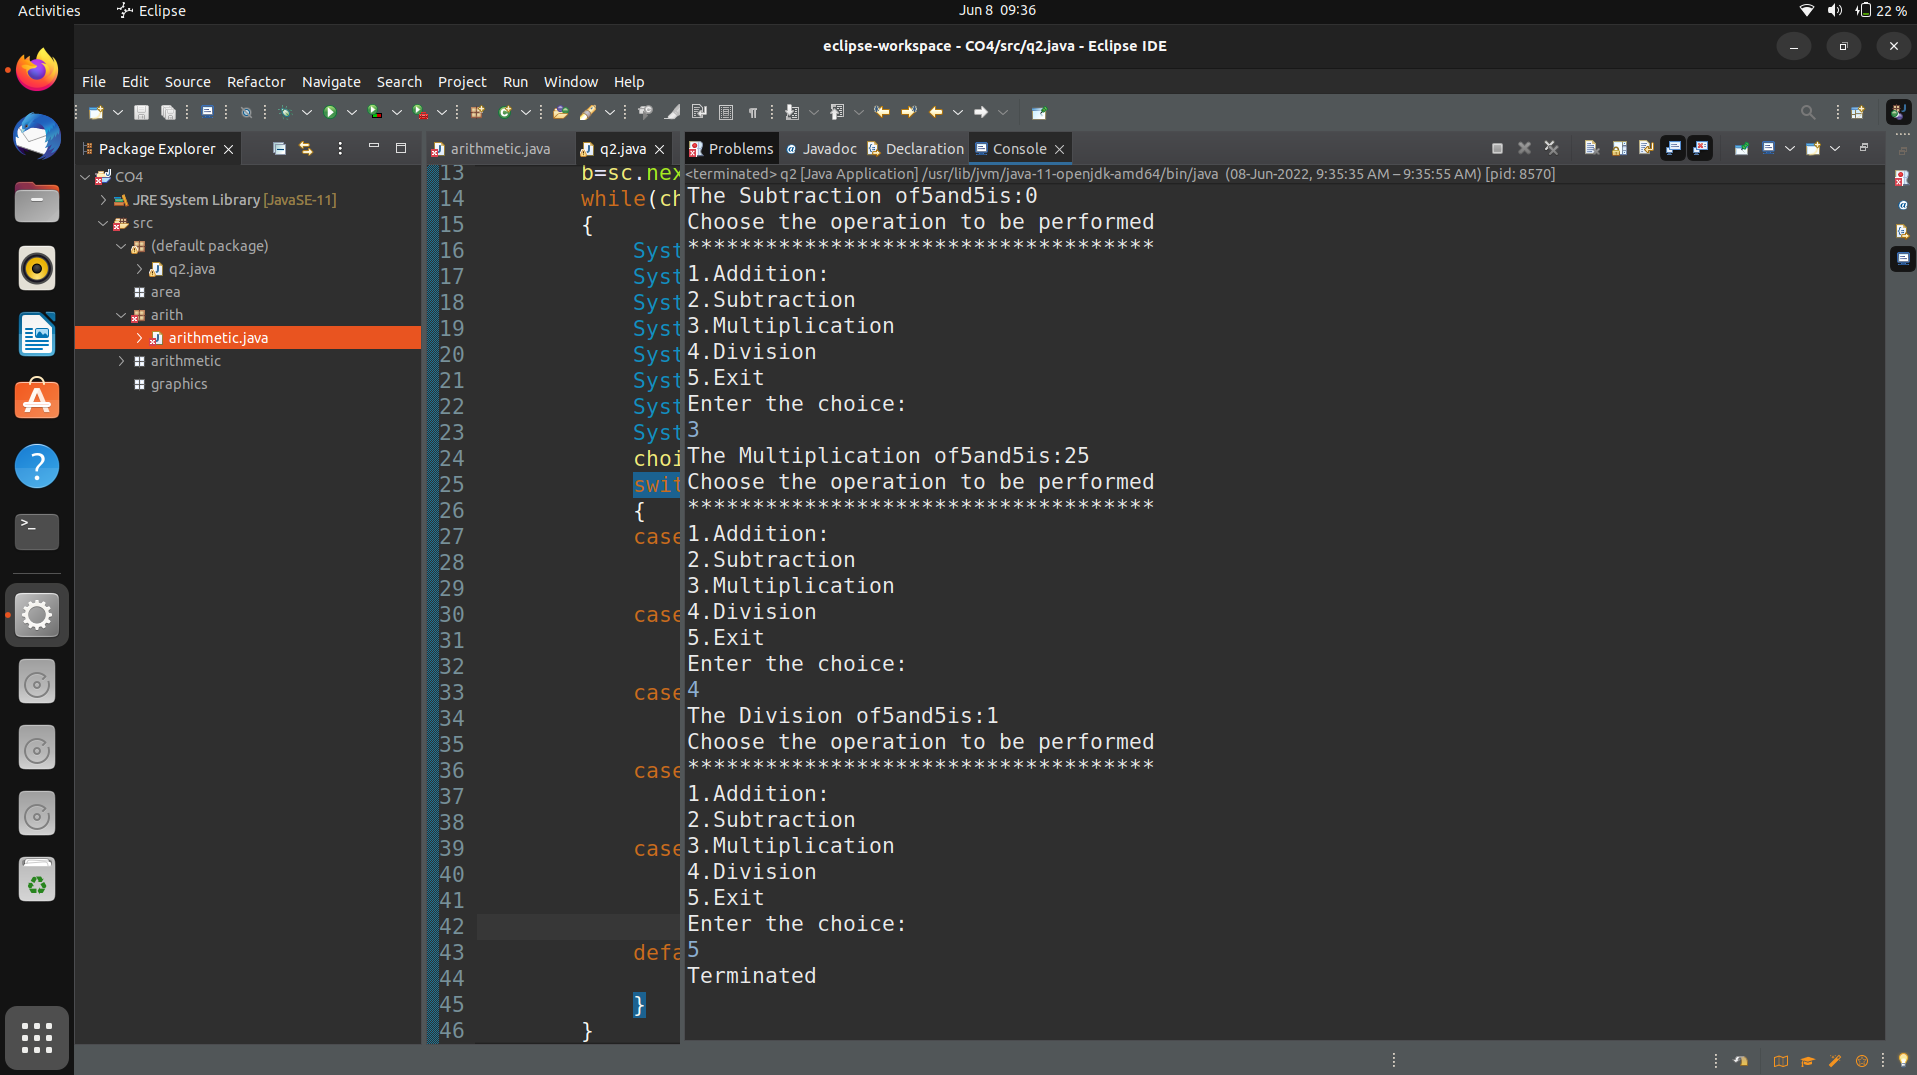 Activities
Eclipse
Jun 8 09:36
22 %
eclipse-workspace - CO4/src/q2.java - Eclipse IDE
File Edit Source Refactor Navigate Search Project Run Window Help
Package Explorer
CO4
JRE System Library [JavaSE-11]
src
(default package)
q2.java
area
arith
arithmetic.java
arithmetic
graphics
arithmetic.java
q2.java
13 b=sc.nex
14 while(ch
15 {
16 Syst
17 Syst
18 Syst
19 Syst
20 Syst
21 Syst
22 Syst
23 Syst
24 choi
25 swit
26 {
27 case
28
29
30 case
31
32
33 case
34
35
36 case
37
38
39 case
40
41
42
43 defa
44
45 }
46 }
Problems Javadoc Declaration Console
<terminated> q2 [Java Application] /usr/lib/jvm/java-11-openjdk-amd64/bin/java (08-Jun-2022, 9:35:35 AM – 9:35:55 AM) [pid: 8570]
The Subtraction of5and5is:0
Choose the operation to be performed
************************************
1.Addition:
2.Subtraction
3.Multiplication
4.Division
5.Exit
Enter the choice:
3
The Multiplication of5and5is:25
Choose the operation to be performed
************************************
1.Addition:
2.Subtraction
3.Multiplication
4.Division
5.Exit
Enter the choice:
4
The Division of5and5is:1
Choose the operation to be performed
************************************
1.Addition:
2.Subtraction
3.Multiplication
4.Division
5.Exit
Enter the choice:
5
Terminated